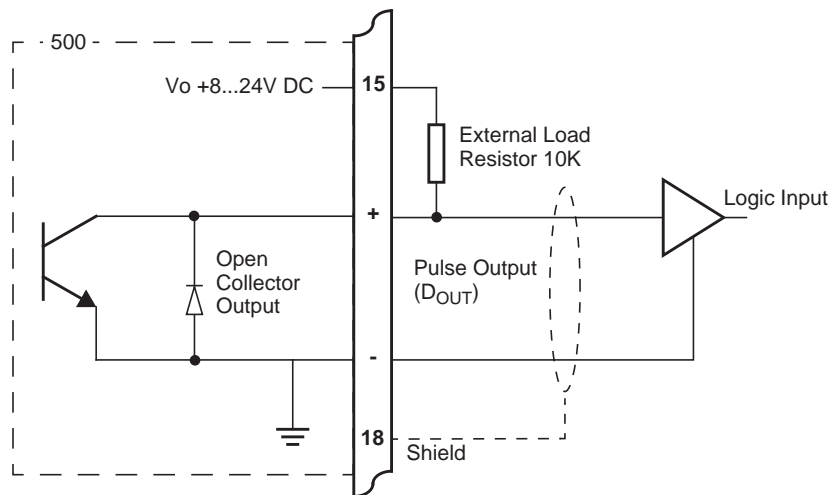 500
Vo +8...24V DC
15
External Load
Resistor 10K
Logic Input
+
Open
Collector
Output
Pulse Output
(DOUT)
-
18
Shield